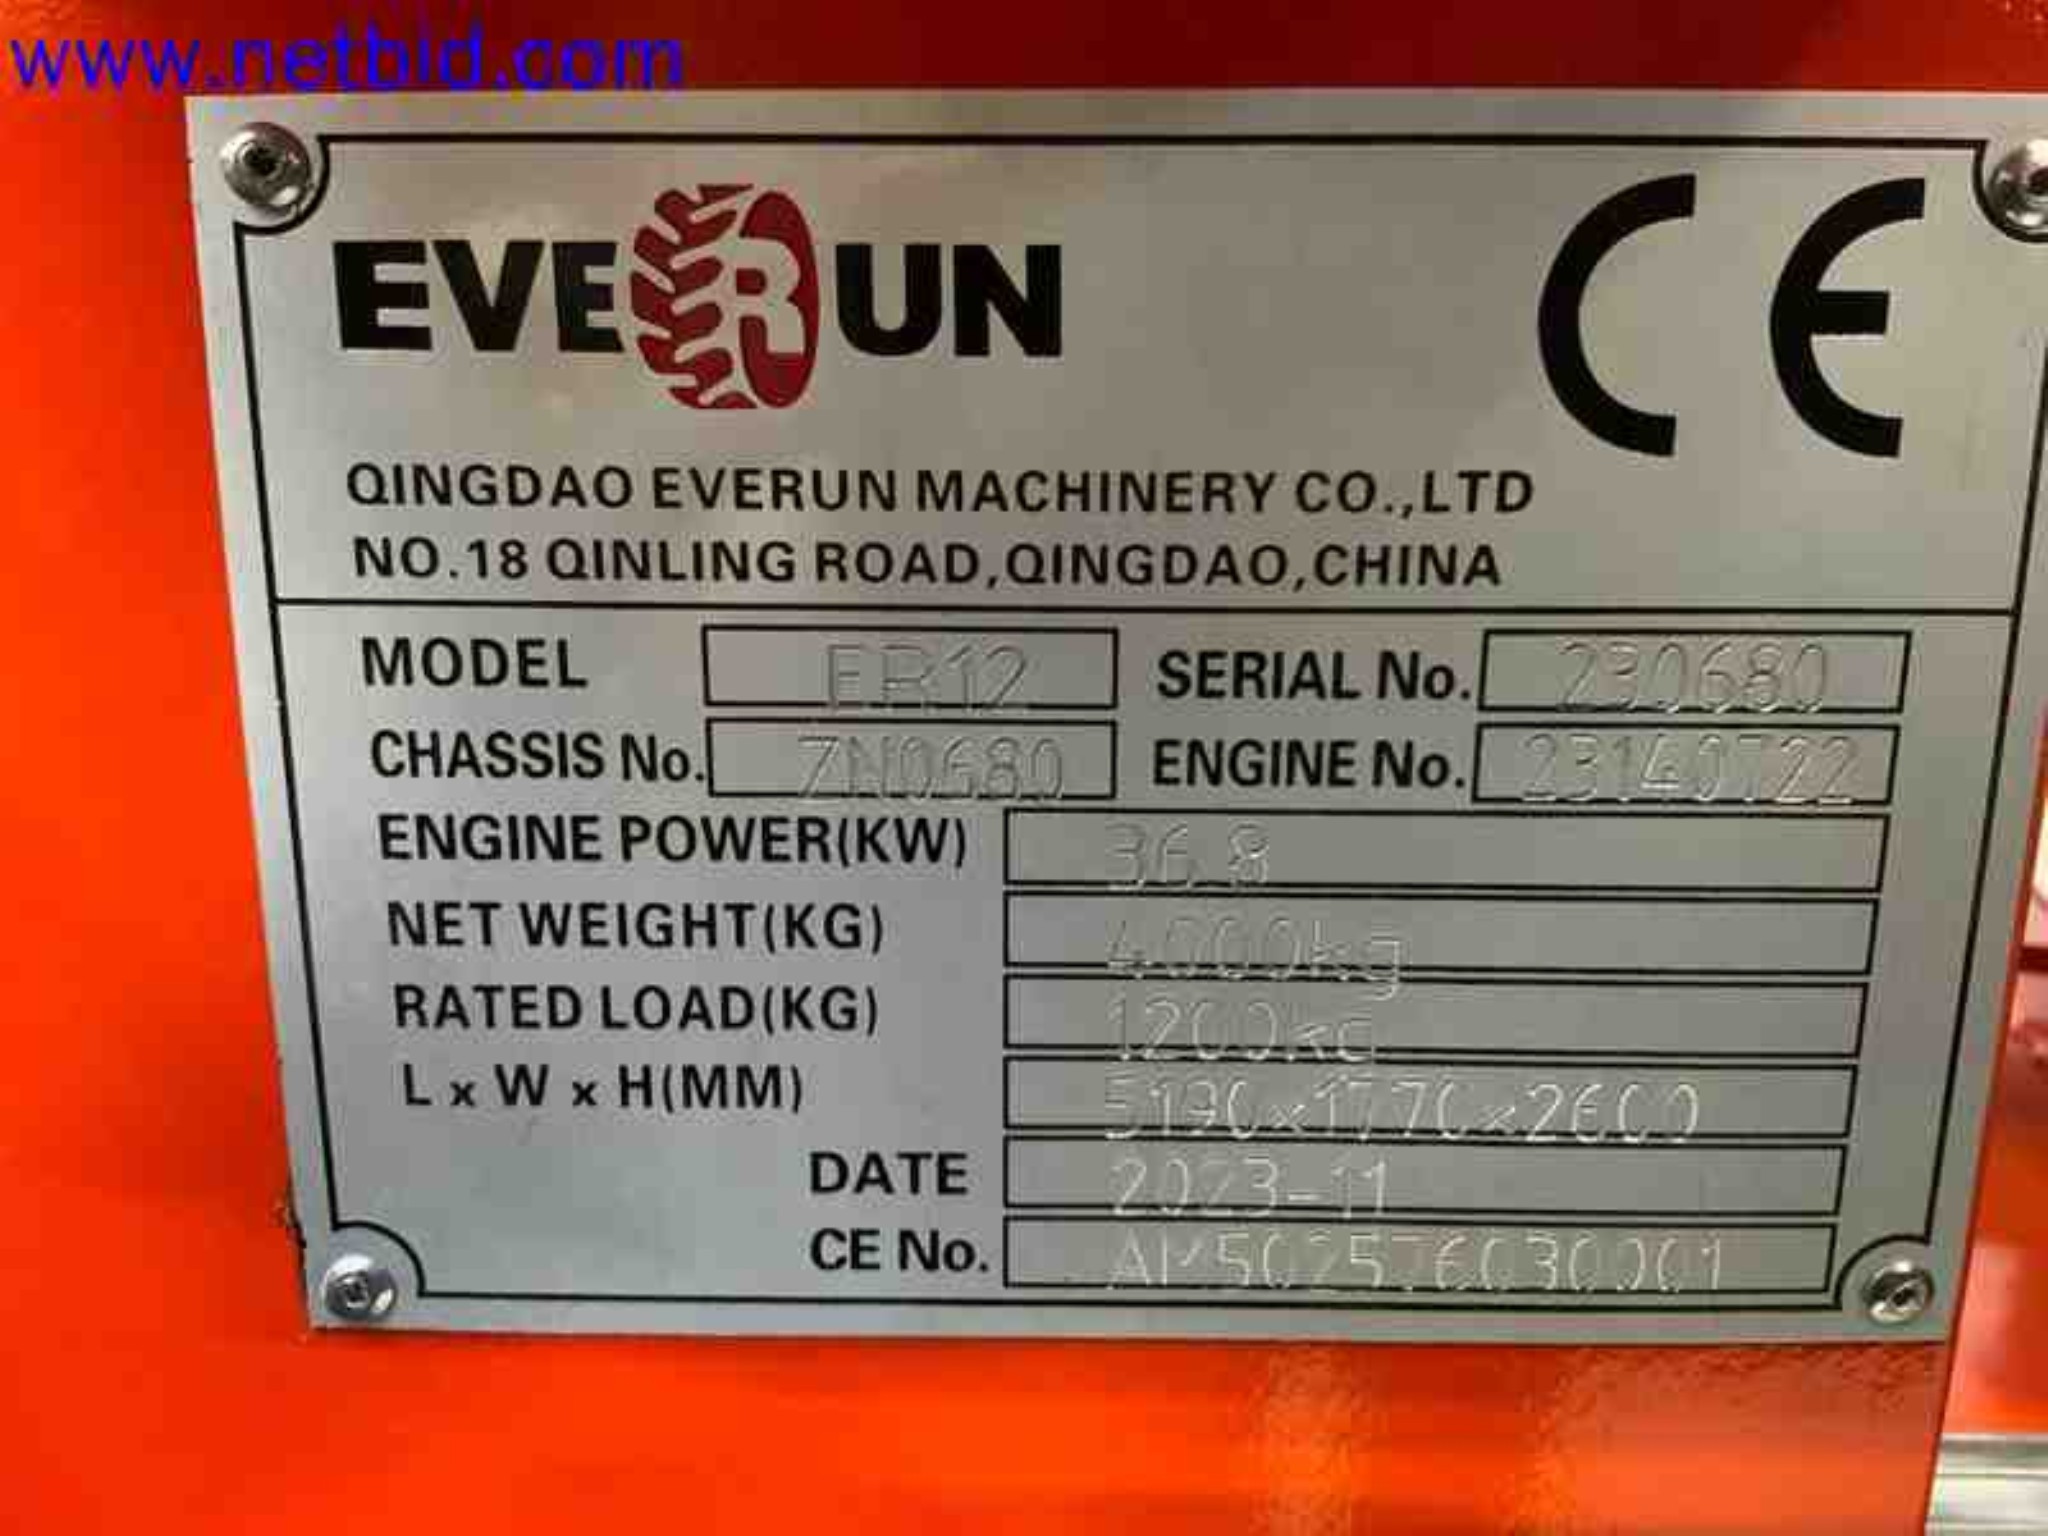 www.netbid.com
EVERUN
CE
QINGDAO EVERUN MACHINERY CO.,LTD
NO.18 QINLING ROAD,QINGDAO,CHINA
MODEL ER12 SERIAL No. 230680
CHASSIS No. ZN0680 ENGINE No. 23140722
ENGINE POWER(KW) 36.8
NET WEIGHT(KG) 4000kg
RATED LOAD(KG) 1200kg
L x W x H(MM) 5190x1770x2600
DATE 2023-11
CE No.